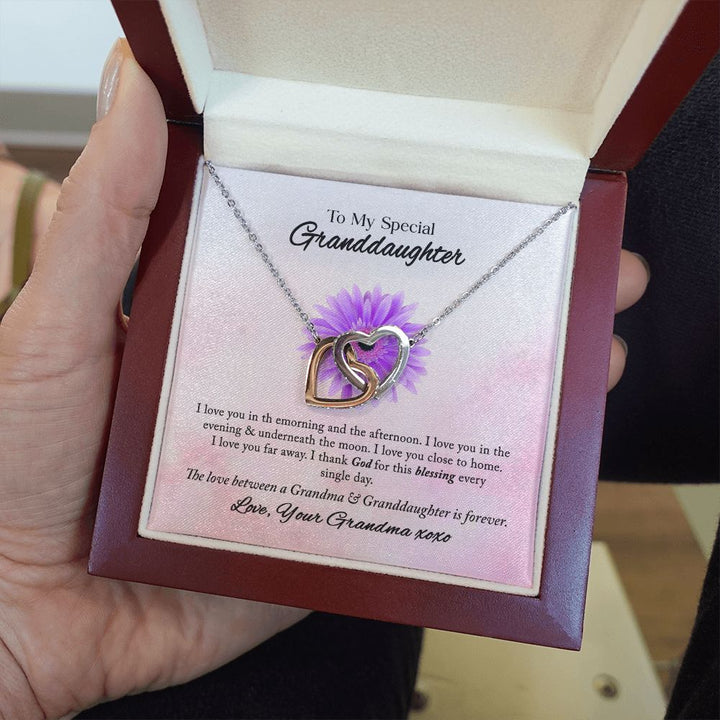 To My Special
Granddaughter
I love you in th emorning and the afternoon. I love you in the
evening & underneath the moon. I love you close to home.
I love you far away. I thank God for this blessing every
single day.
The love between a Grandma & Granddaughter is forever.
Love, Your Grandma xoxo